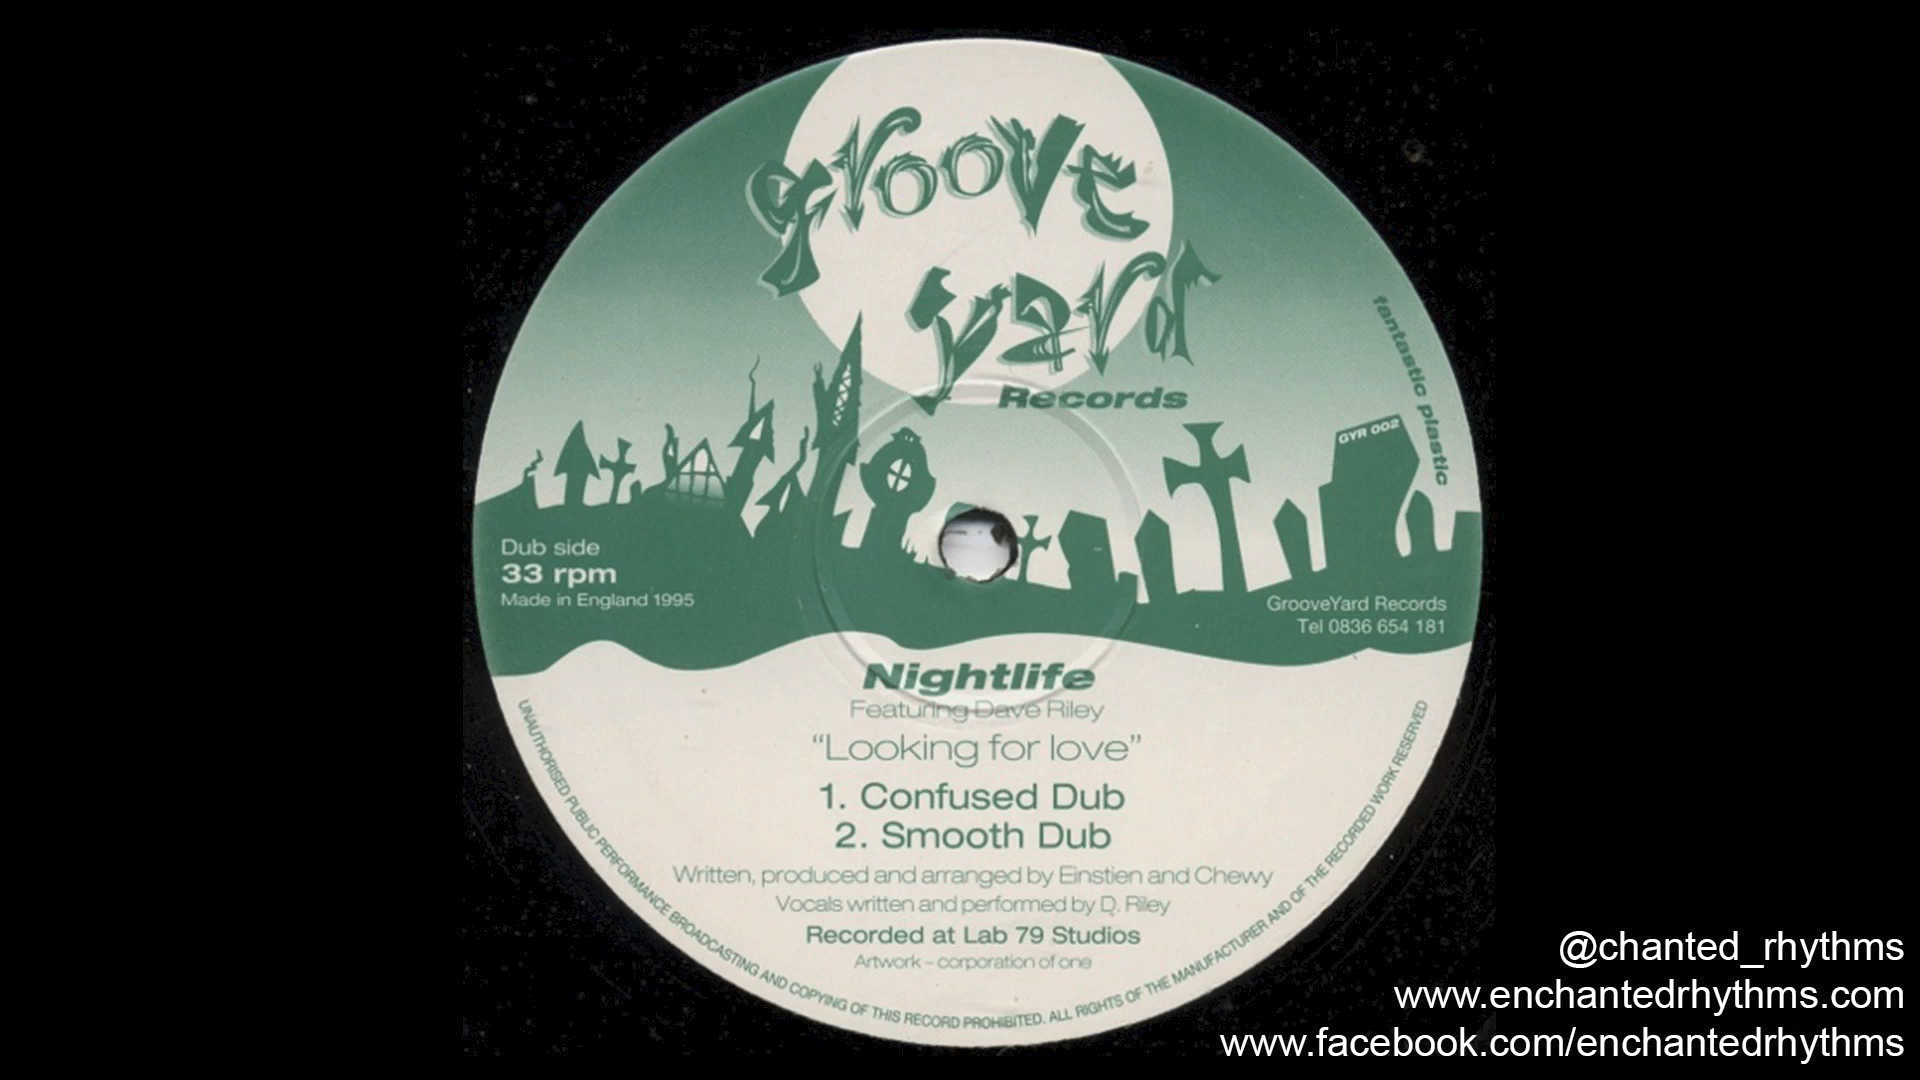 groove
yard
Records
fantastic plastic
GYR 002
Dub side
33 rpm
Made in England 1995
GrooveYard Records
Tel 0836 654 181
Nightlife
Featuring Dave Riley
“Looking for love”
1. Confused Dub
2. Smooth Dub
Written, produced and arranged by Einstien and Chewy
Vocals written and performed by D. Riley
Recorded at Lab 79 Studios
Artwork – corporation of one
UNAUTHORISED PUBLIC PERFORMANCE BROADCASTING AND COPYING OF THIS RECORD PROHIBITED. ALL RIGHTS OF THE MANUFACTURER AND OF THE RECORDED WORK RESERVED
@chanted_rhythms
www.enchantedrhythms.com
www.facebook.com/enchantedrhythms